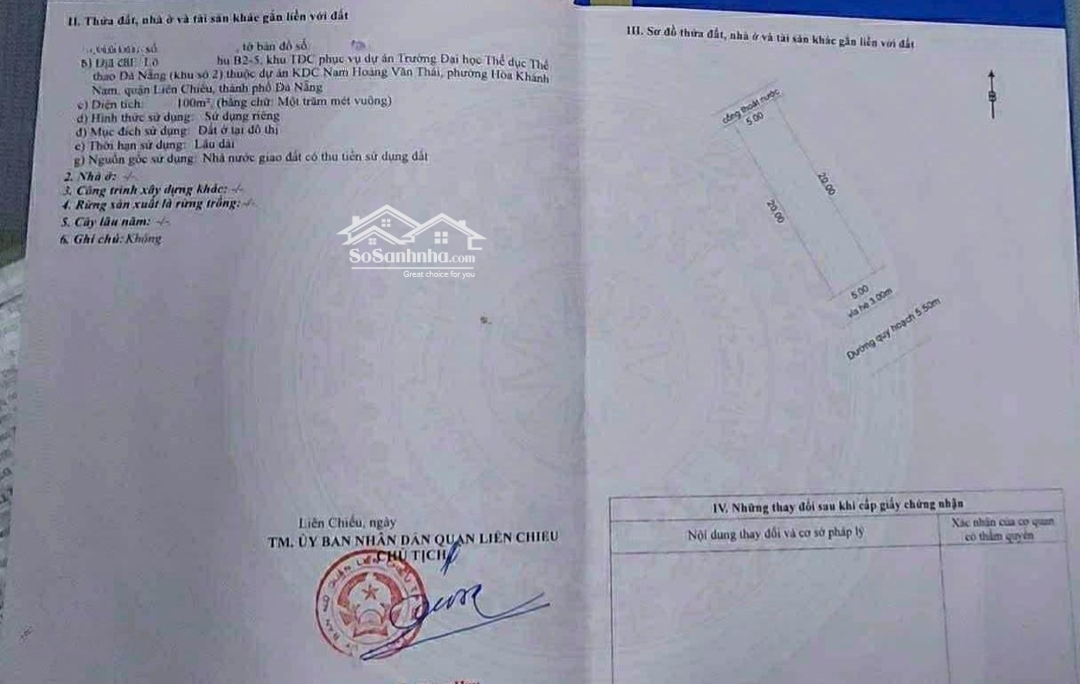 II. Thửa đất, nhà ở và tài sản khác gắn liền với đất
tờ bản đồ số:
b) Địa chỉ: Lô hu B2-5, khu TDC phục vụ dự án Trường Đại học Thể dục Thể
thao Đà Nẵng (khu số 2) thuộc dự án KDC Nam Hoàng Văn Thái, phường Hòa Khánh
Nam, quận Liên Chiểu, thành phố Đà Nẵng
c) Diện tích: 100m², (bằng chữ: Một trăm mét vuông)
d) Hình thức sử dụng: Sử dụng riêng
đ) Mục đích sử dụng: Đất ở tại đô thị
e) Thời hạn sử dụng: Lâu dài
g) Nguồn gốc sử dụng: Nhà nước giao đất có thu tiền sử dụng đất
2. Nhà ở: -/-
3. Công trình xây dựng khác: -/-
4. Rừng sản xuất là rừng trồng: -/-
5. Cây lâu năm: -/-
6. Ghi chú: Không
SoSanhnha.com
Great choice for you
Liên Chiểu, ngày
TM. ỦY BAN NHÂN DÂN QUẬN LIÊN CHIỂU
CHỦ TỊCH
III. Sơ đồ thửa đất, nhà ở và tài sản khác gắn liền với đất
cống thoát nước
5.00
20.00
20.00
5.00
vỉa hè 3.00m
Đường quy hoạch 5.50m
IV. Những thay đổi sau khi cấp giấy chứng nhận
Nội dung thay đổi và cơ sở pháp lý
Xác nhận của cơ quan
có thẩm quyền